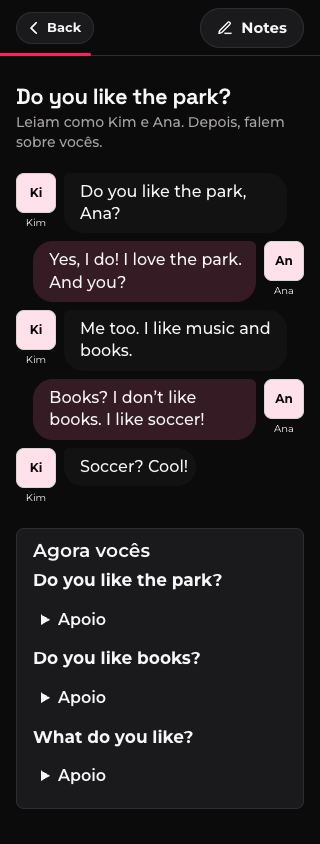 Back
Notes
Do you like the park?
Leiam como Kim e Ana. Depois, falem
sobre vocês.
Ki
Kim
Do you like the park,
Ana?
Yes, I do! I love the park.
And you?
An
Ana
Ki
Kim
Me too. I like music and
books.
Books? I don’t like
books. I like soccer!
An
Ana
Ki
Kim
Soccer? Cool!
Agora vocês
Do you like the park?
Apoio
Do you like books?
Apoio
What do you like?
Apoio